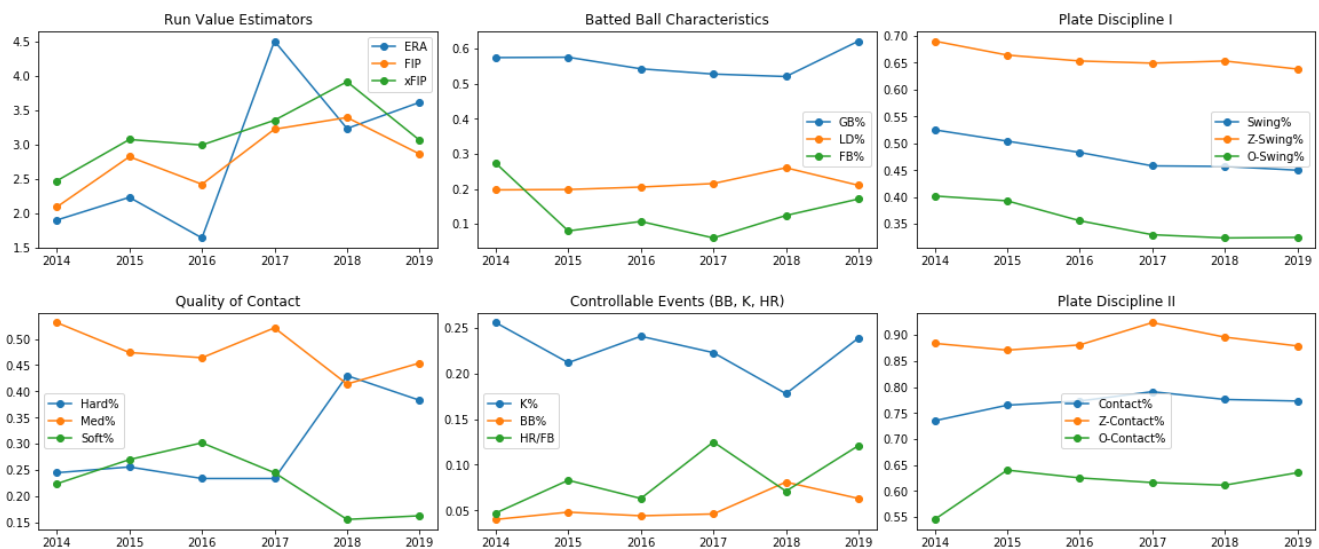 Run Value Estimators
4.5
4.0
3.5
3.0
2.5
2.0
1.5
ERA
FIP
xFIP
2014 2015 2016 2017 2018 2019
Batted Ball Characteristics
0.6
0.5
0.4
0.3
0.2
0.1
GB%
LD%
FB%
2014 2015 2016 2017 2018 2019
Plate Discipline I
0.70
0.65
0.60
0.55
0.50
0.45
0.40
0.35
Swing%
Z-Swing%
O-Swing%
2014 2015 2016 2017 2018 2019
Quality of Contact
0.50
0.45
0.40
0.35
0.30
0.25
0.20
0.15
Hard%
Med%
Soft%
2014 2015 2016 2017 2018 2019
Controllable Events (BB, K, HR)
0.25
0.20
0.15
0.10
0.05
K%
BB%
HR/FB
2014 2015 2016 2017 2018 2019
Plate Discipline II
0.90
0.85
0.80
0.75
0.70
0.65
0.60
0.55
Contact%
Z-Contact%
O-Contact%
2014 2015 2016 2017 2018 2019